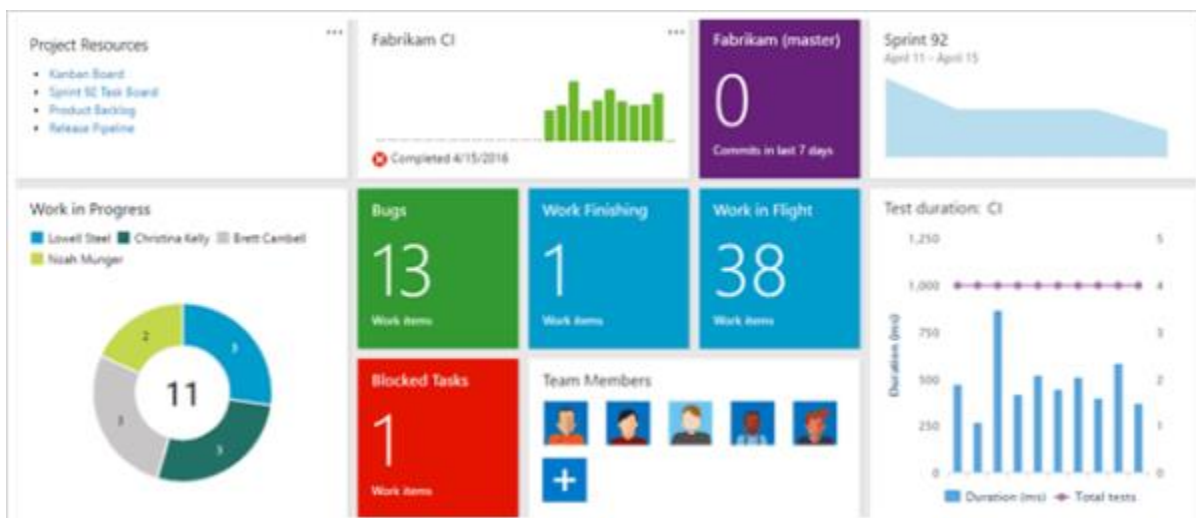 Project Resources
Kanban Board
Sprint 92 Task Board
Product Backlog
Release Pipeline
Fabrikam CI
Completed 4/15/2016
Fabrikam (master)
0
Commits in last 7 days
Sprint 92
April 11 - April 15
Work in Progress
Lowell Steel Christina Kelly Brett Cambell
Noah Munger
2
3
11
3
3
Bugs
13
Work items
Work Finishing
1
Work items
Work in Flight
38
Work items
Blocked Tasks
1
Work items
Team Members
Test duration: CI
1,250 5
1,000 4
750 3
500 2
250 1
0 0
Duration (ms)
Duration (ms) Total tests